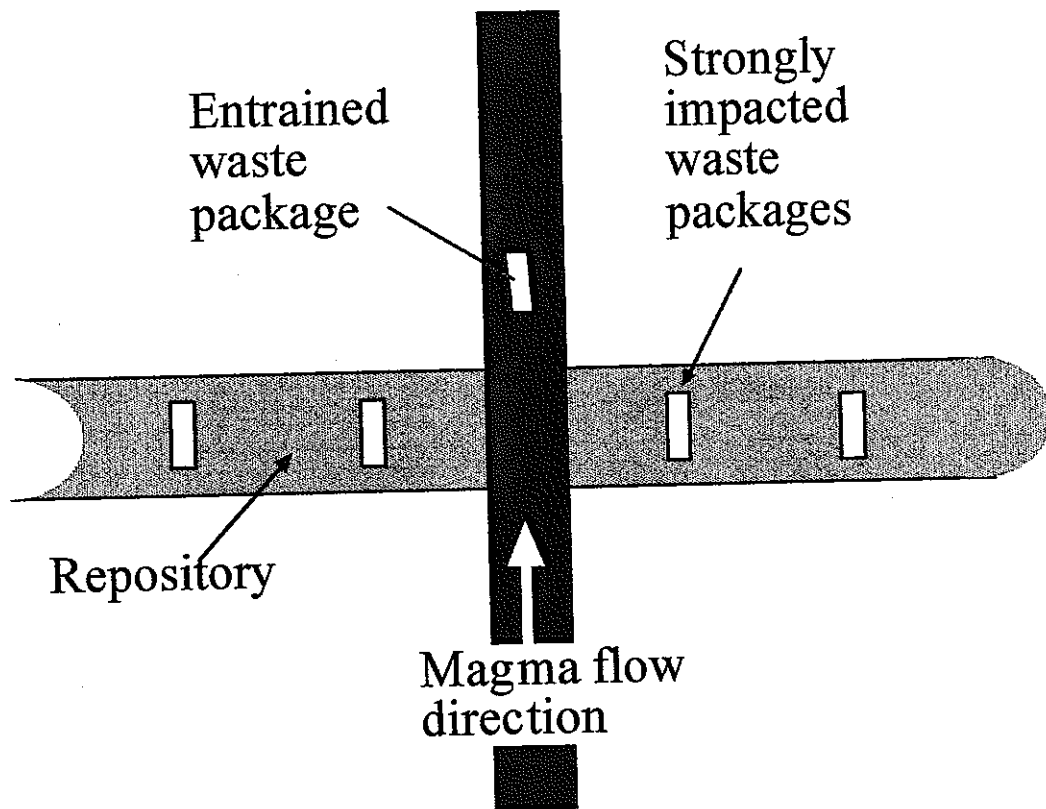 Entrained
waste
package
Strongly
impacted
waste
packages
Repository
Magma flow
direction